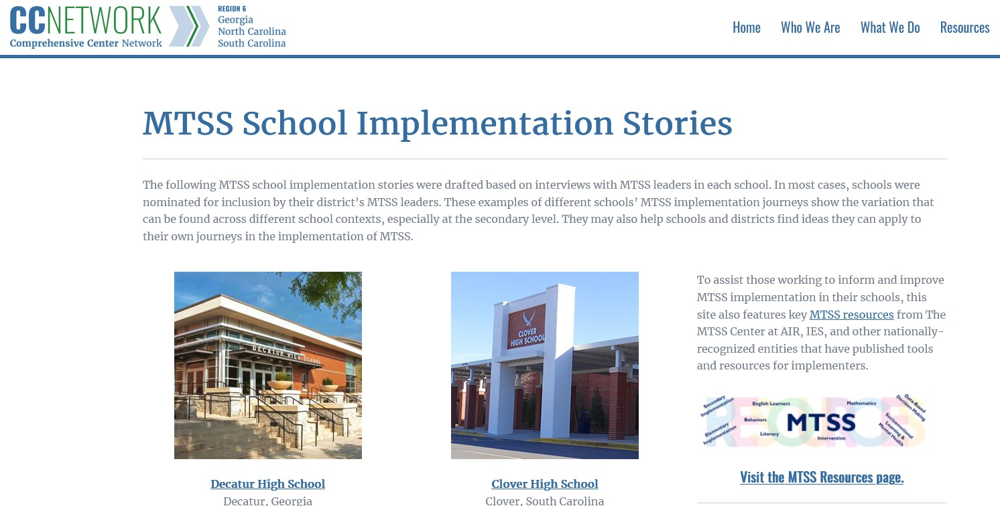 CCNETWORK
Comprehensive Center Network
REGION 6
Georgia
North Carolina
South Carolina
Home
Who We Are
What We Do
Resources
MTSS School Implementation Stories
The following MTSS school implementation stories were drafted based on interviews with MTSS leaders in each school. In most cases, schools were
nominated for inclusion by their district’s MTSS leaders. These examples of different schools’ MTSS implementation journeys show the variation that
can be found across different school contexts, especially at the secondary level. They may also help schools and districts find ideas they can apply to
their own journeys in the implementation of MTSS.
DECATUR HIGH SCHOOL
Decatur High School
Decatur, Georgia
CLOVER
HIGH SCHOOL
Clover High School
Clover, South Carolina
To assist those working to inform and improve
MTSS implementation in their schools, this
site also features key MTSS resources from The
MTSS Center at AIR, IES, and other nationally-
recognized entities that have published tools
and resources for implementers.
RESOURCES
Secondary
Implementation
English Learners
Mathematics
Data-Based
Decision Making
Behaviors
MTSS
Socioemotional
Learning &
Mental Health
Elementary
Implementation
Literacy
Intervention
Visit the MTSS Resources page.